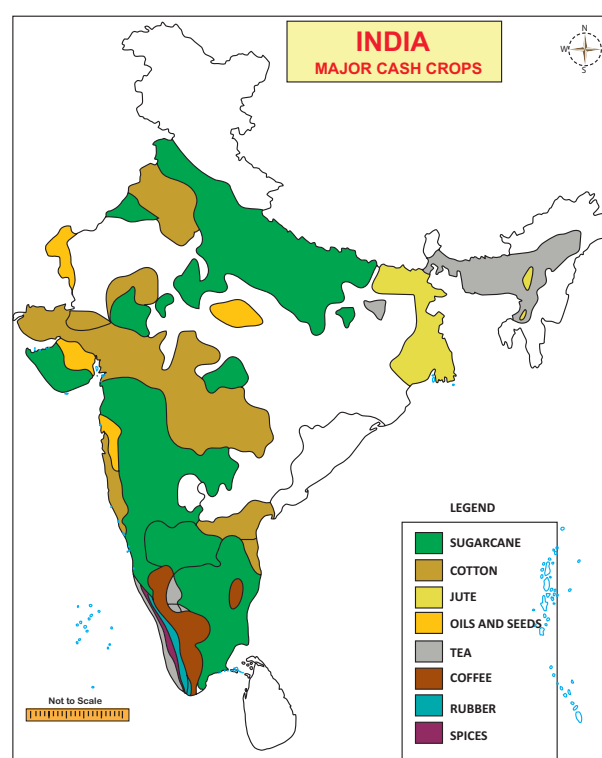 INDIA
MAJOR CASH CROPS
N
W
E
S
LEGEND
SUGARCANE
COTTON
JUTE
OILS AND SEEDS
TEA
COFFEE
RUBBER
SPICES
Not to Scale